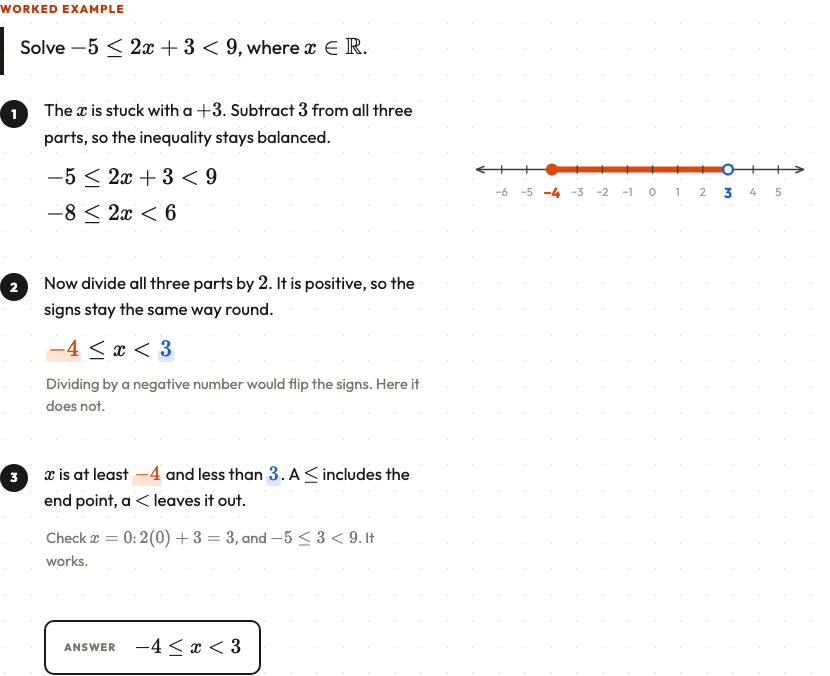 WORKED EXAMPLE
Solve −5 ≤ 2x + 3 < 9, where x ∈ ℝ.
1 The x is stuck with a +3. Subtract 3 from all three
parts, so the inequality stays balanced.
−5 ≤ 2x + 3 < 9
−8 ≤ 2x < 6
-6 -5 -4 -3 -2 -1 0 1 2 3 4 5
2 Now divide all three parts by 2. It is positive, so the
signs stay the same way round.
−4 ≤ x < 3
Dividing by a negative number would flip the signs. Here it
does not.
3 x is at least −4 and less than 3. A ≤ includes the
end point, a < leaves it out.
Check x = 0: 2(0) + 3 = 3, and −5 ≤ 3 < 9. It
works.
ANSWER −4 ≤ x < 3